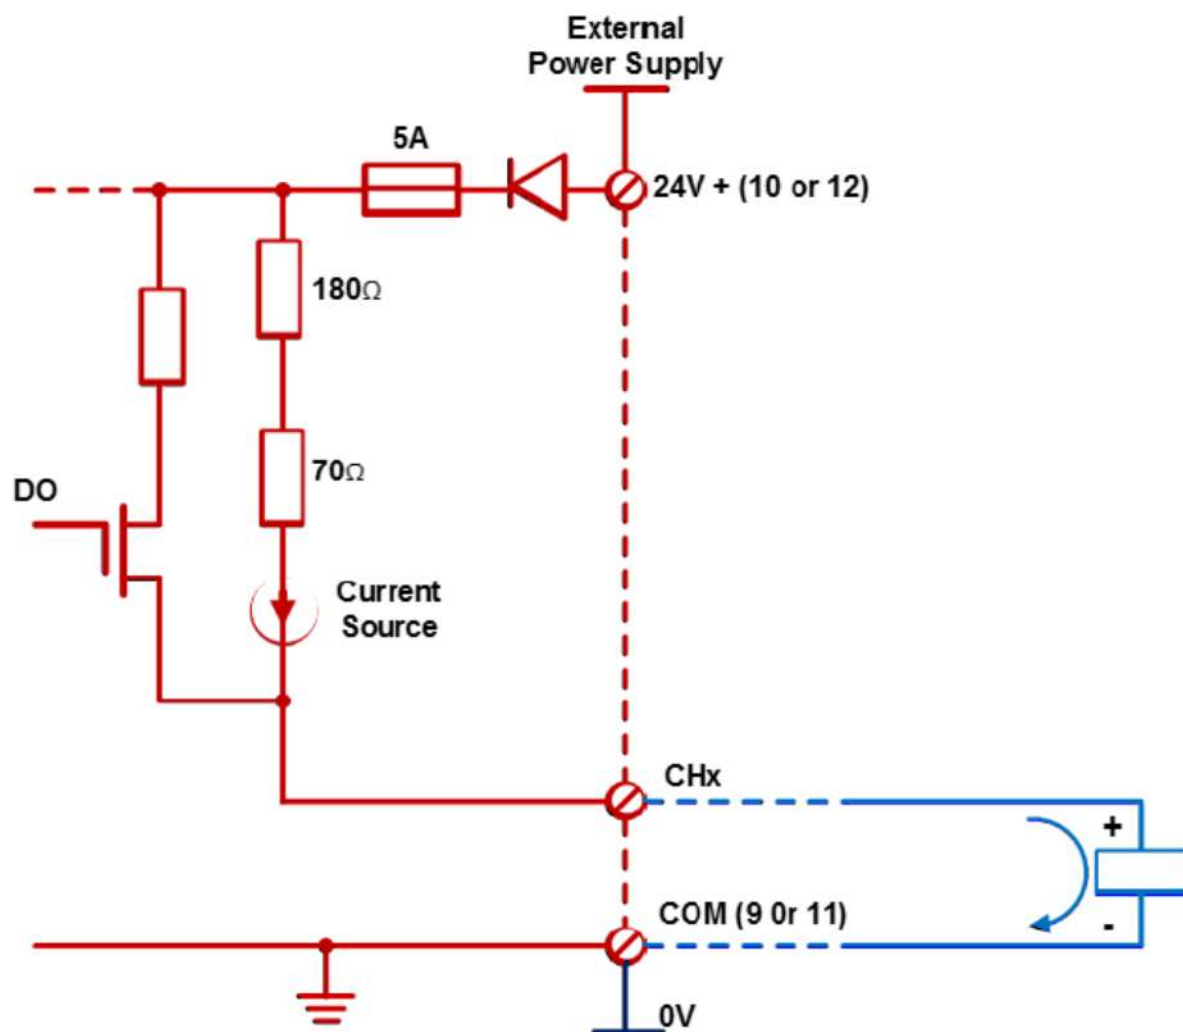 External
Power Supply
5A
24V + (10 or 12)
180Ω
70Ω
DO
Current
Source
CHx
+
COM (9 0r 11)
-
0V